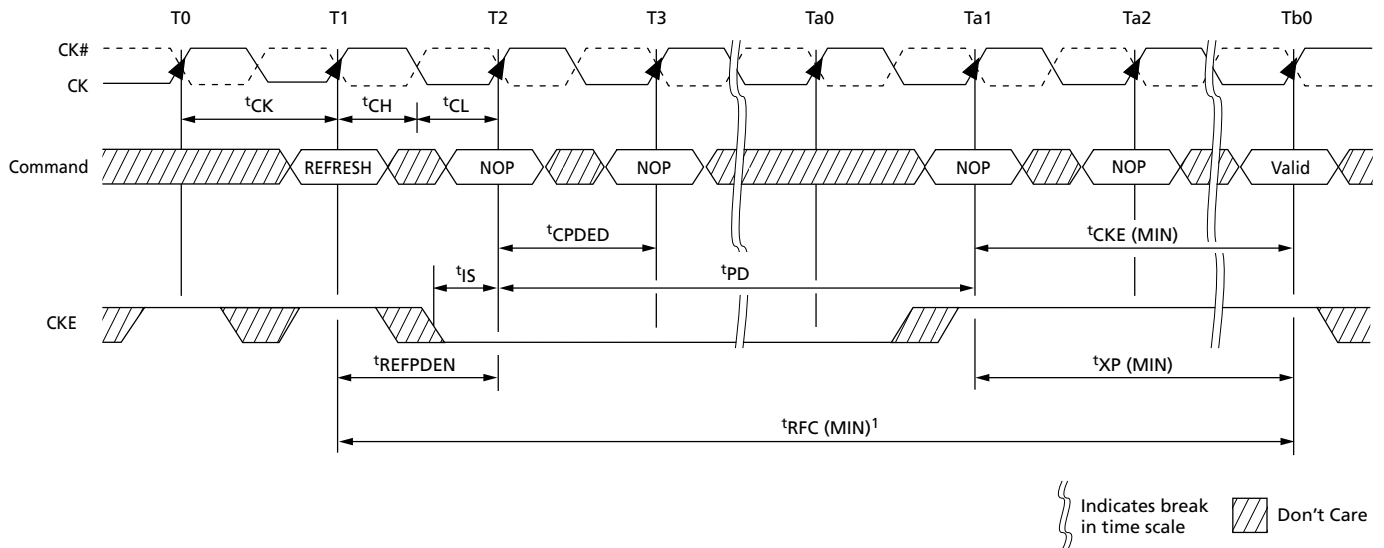 T0 T1 T2 T3 Ta0 Ta1 Ta2 Tb0
CK#
CK
tCK tCH tCL
Command REFRESH NOP NOP NOP NOP Valid
tCPDED tCKE (MIN)
tIS tPD
CKE
tREFPDEN tXP (MIN)
tRFC (MIN)1
Indicates break
in time scale
Don't Care